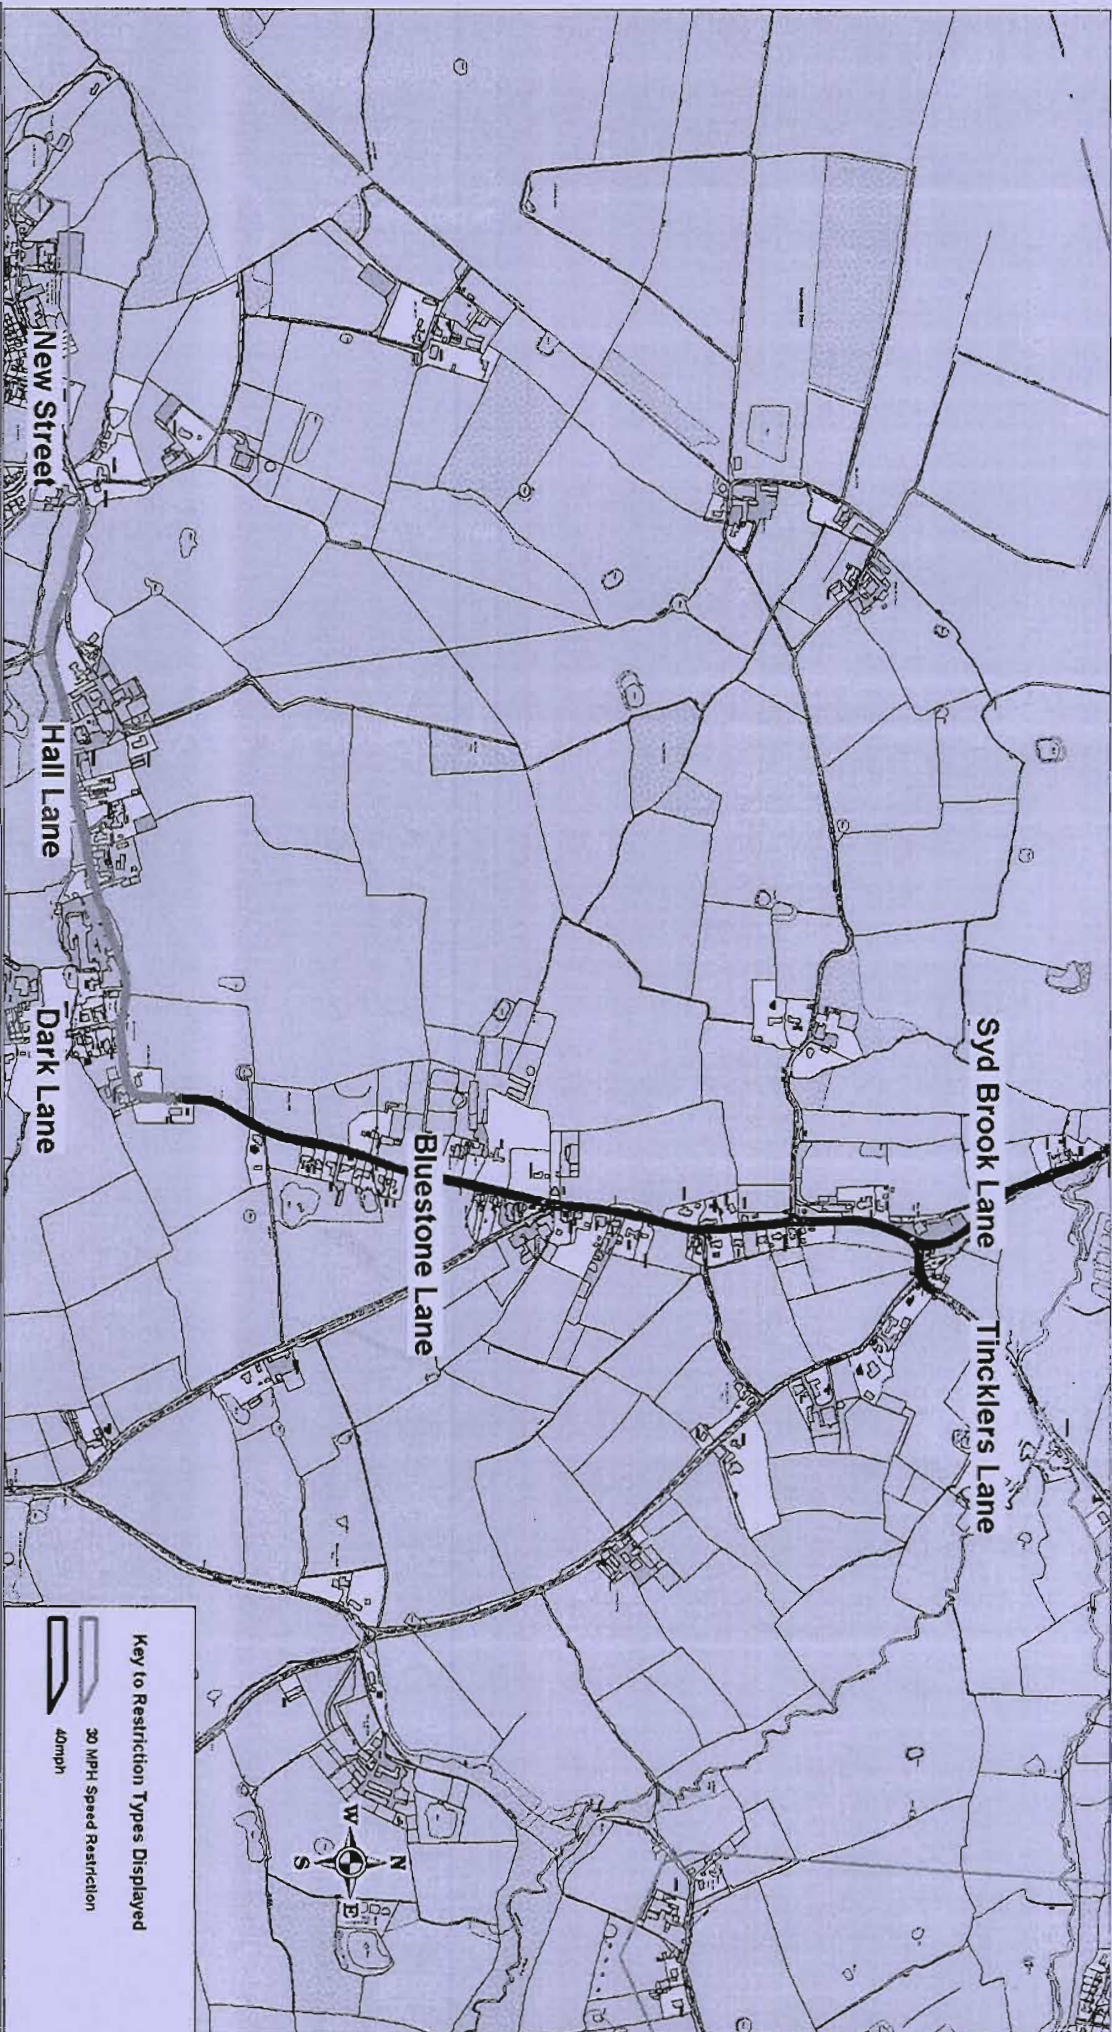 Syd Brook Lane
Tincklers Lane
Bluestone Lane
New Street
Hall Lane
Dark Lane
N
W
E
S
Key to Restriction Types Displayed
30 MPH Speed Restriction
40mph